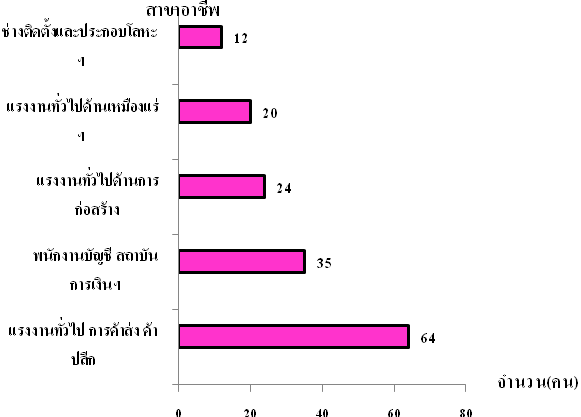 สาขาอาชีพ
ช่างติดตั้งและประกอบโลหะ
ฯ
12
แรงงานทั่วไปด้านเหมืองแร่
ฯ
20
แรงงานทั่วไปด้านการ
ก่อสร้าง
24
พนักงานบัญชี สถาบัน
การเงินฯ
35
แรงงานทั่วไป การค้าส่ง ค้า
ปลีก
64
จำนวน(คน)
0 20 40 60 80